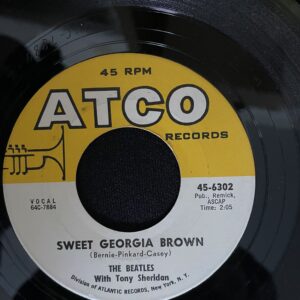 45 RPM
ATCO
RECORDS
VOCAL
64C-7884
45-6302
Pub., Remick,
ASCAP
Time: 2:05
SWEET GEORGIA BROWN
(Bernie-Pinkard-Casey)
THE BEATLES
With Tony Sheridan
Division of ATLANTIC RECORDS, New York, N. Y.